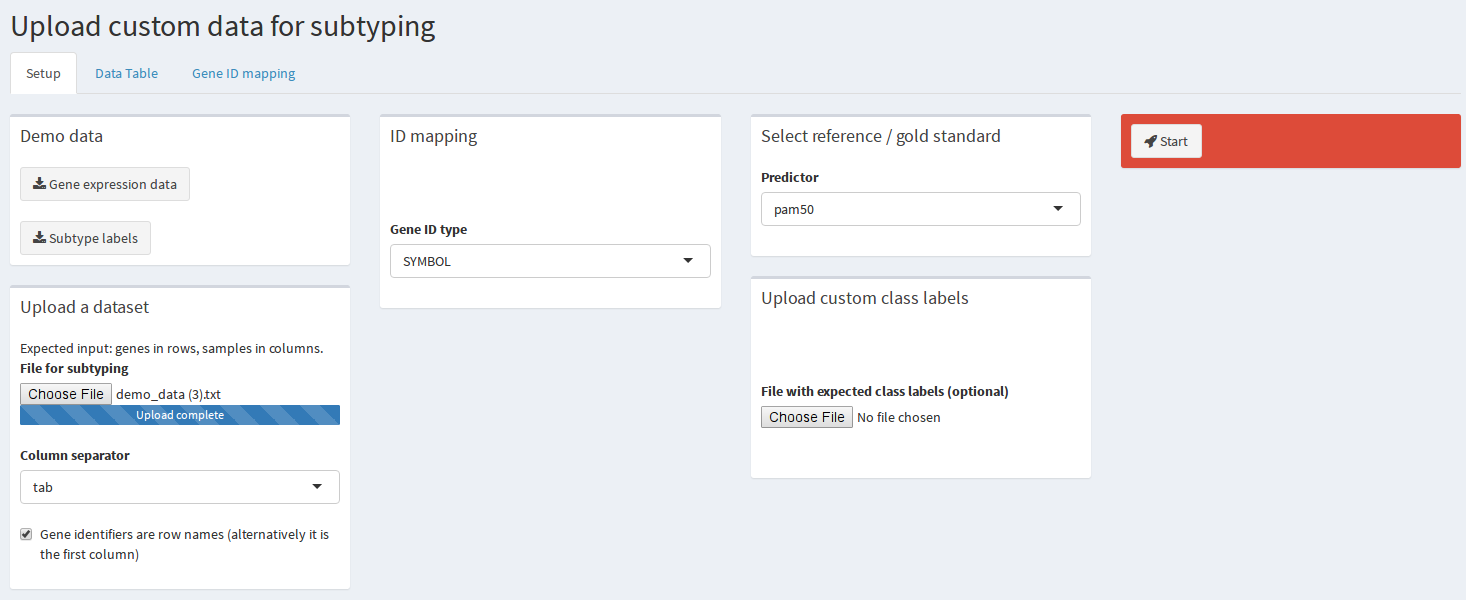 Upload custom data for subtyping
Setup
Data Table
Gene ID mapping
Demo data
Gene expression data
Subtype labels
Upload a dataset
Expected input: genes in rows, samples in columns.
File for subtyping
Choose File demo_data (3).txt
Upload complete
Column separator
tab
Gene identifiers are row names (alternatively it is
the first column)
ID mapping
Gene ID type
SYMBOL
Select reference / gold standard
Predictor
pam50
Upload custom class labels
File with expected class labels (optional)
Choose File No file chosen
Start